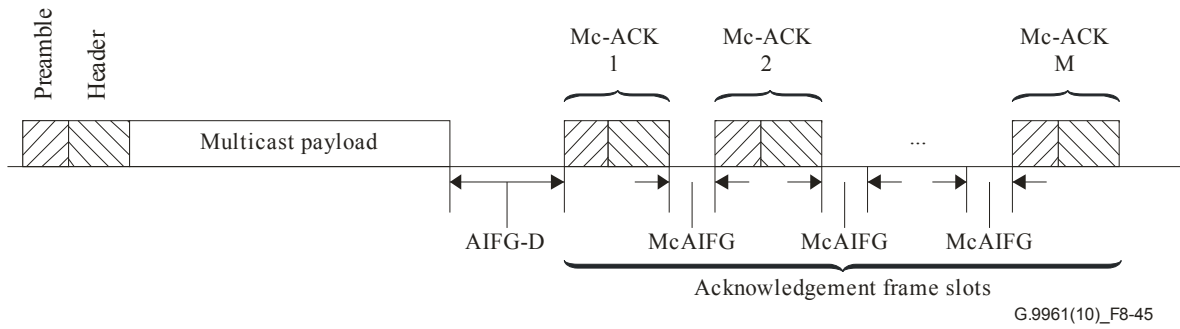 Preamble
Header
Mc-ACK
1
Mc-ACK
2
Mc-ACK
M
Multicast payload
...
AIFG-D
McAIFG
McAIFG
McAIFG
Acknowledgement frame slots
G.9961(10)_F8-45